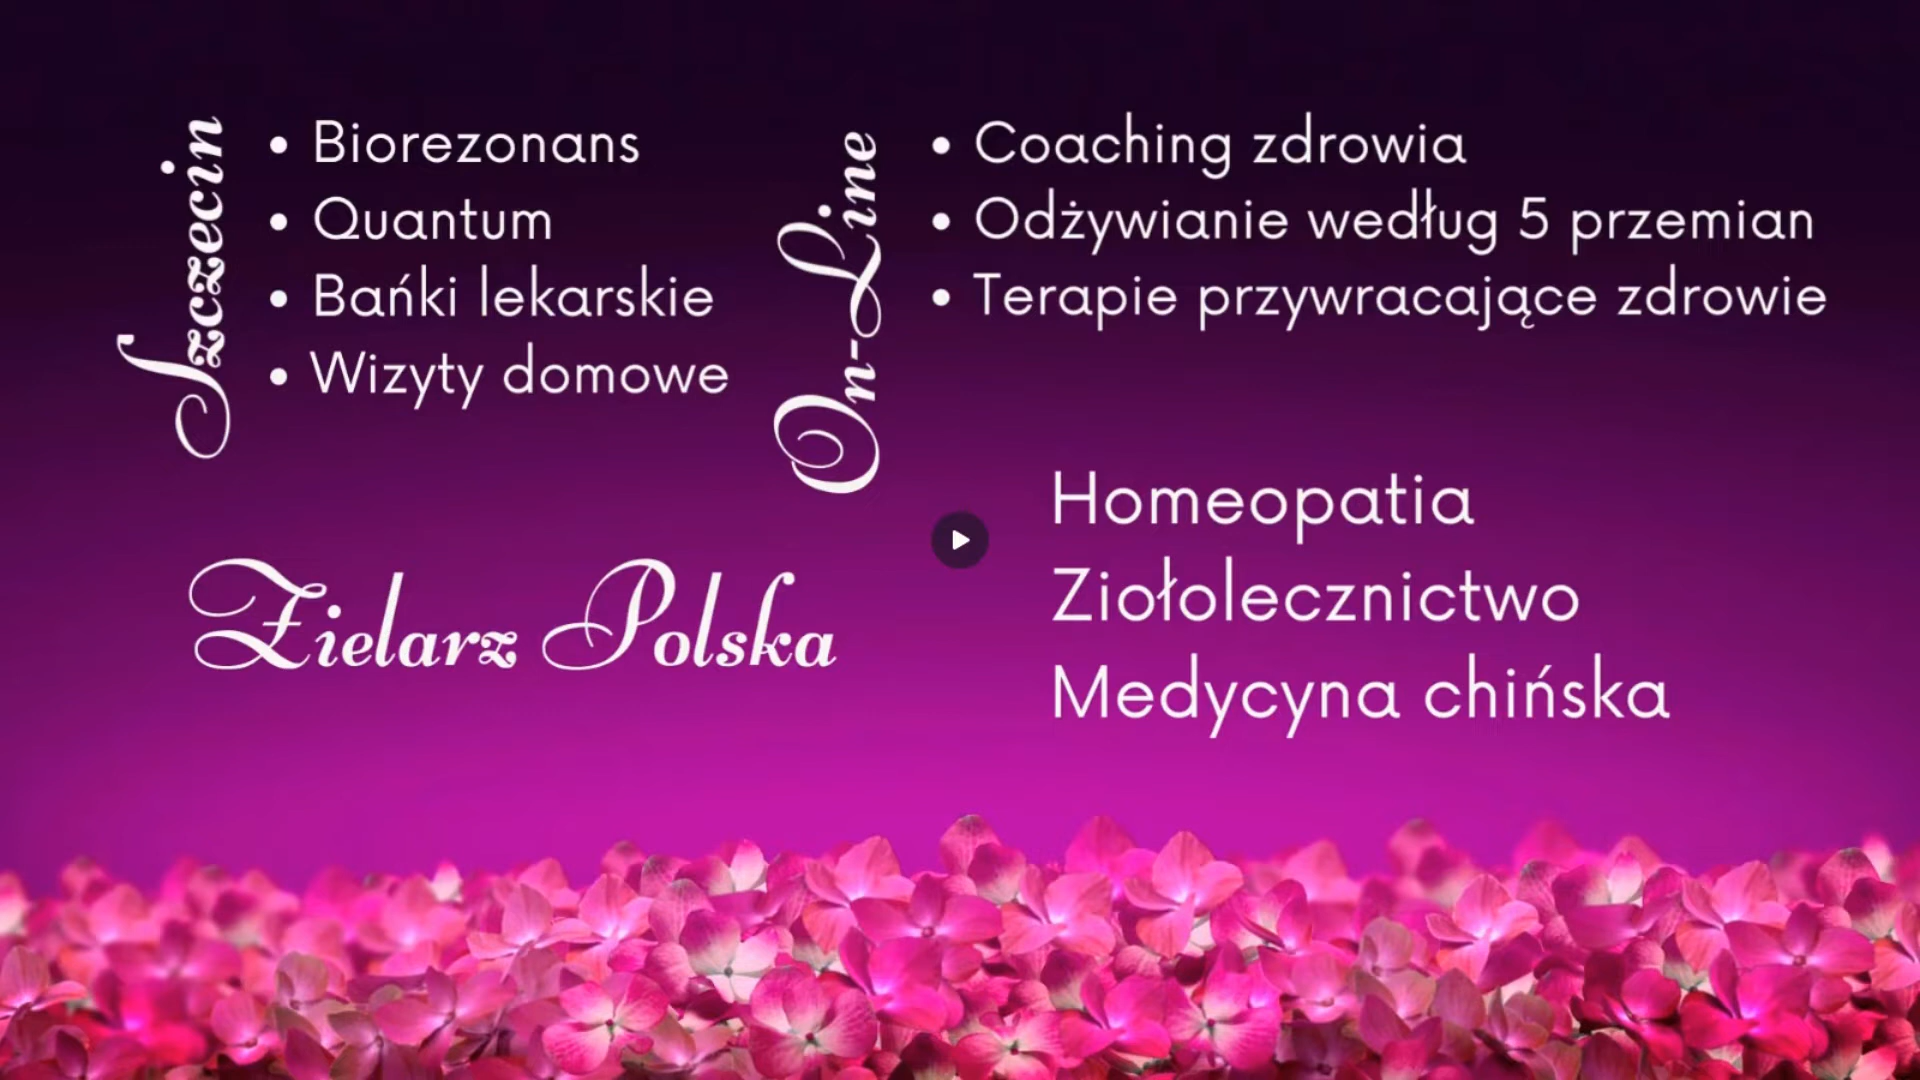 Szczecin
Biorezonans
Quantum
Bańki lekarskie
Wizyty domowe
On-Line
Coaching zdrowia
Odżywianie według 5 przemian
Terapie przywracające zdrowie
Zielarz Polska
Homeopatia
Ziołolecznictwo
Medycyna chińska